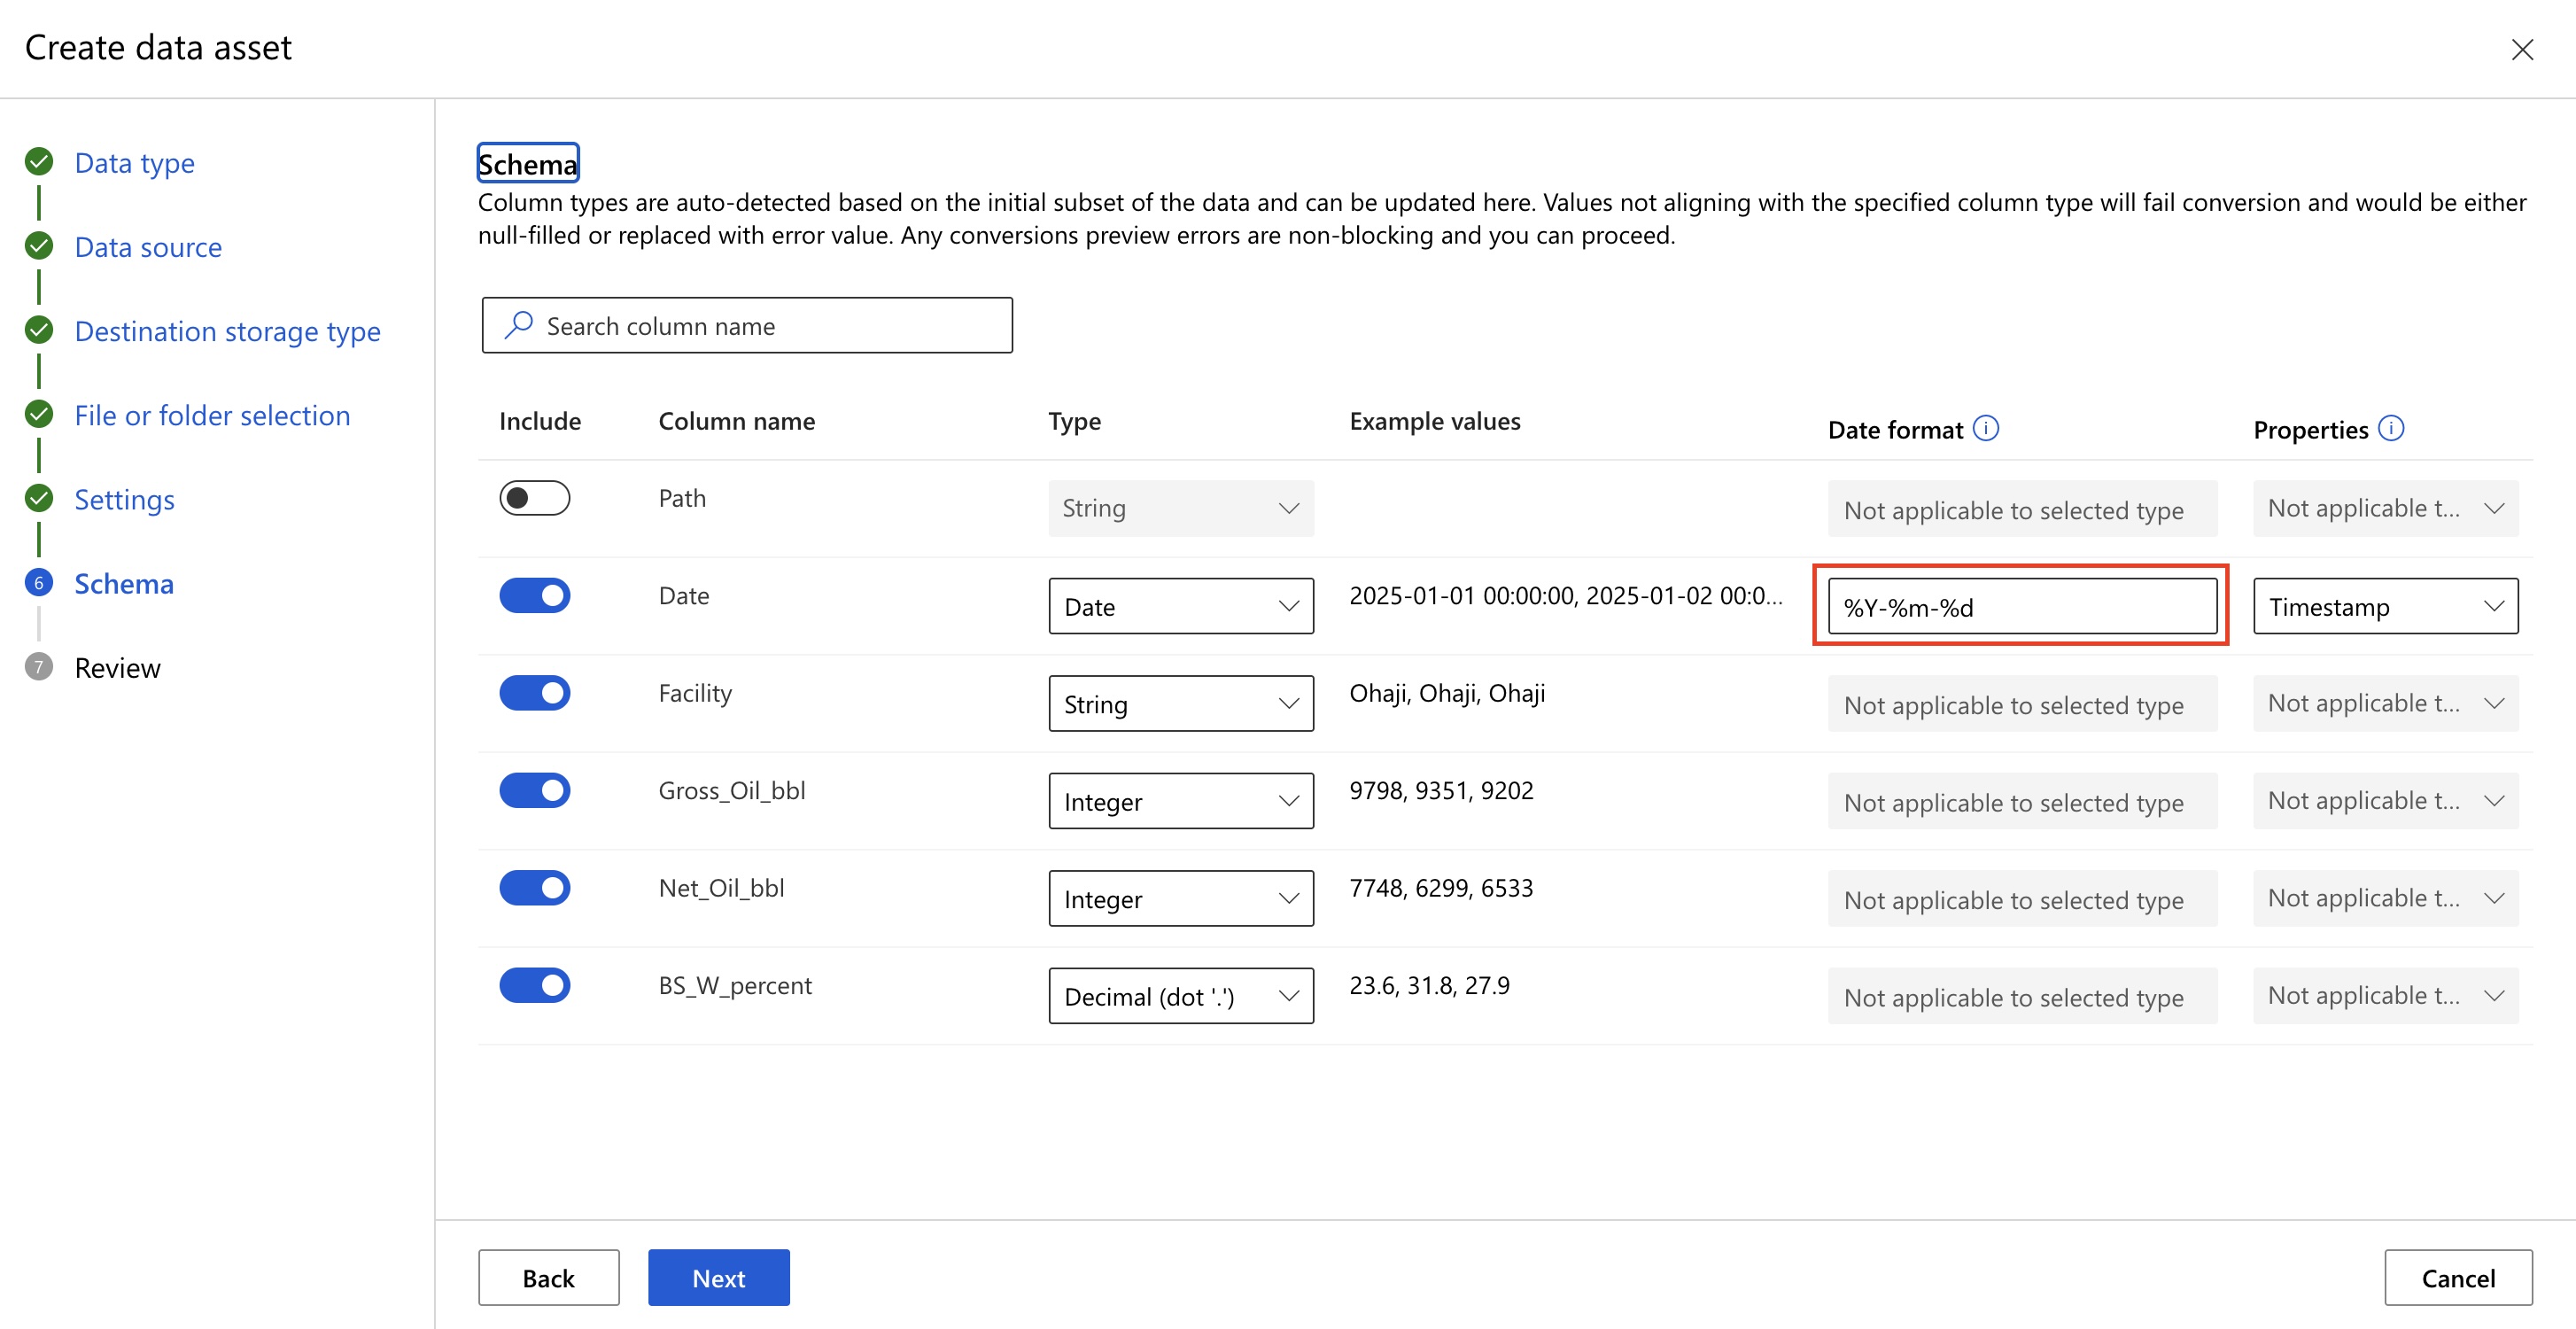 Create data asset
Data type
Data source
Destination storage type
File or folder selection
Settings
6 Schema
7 Review
Schema
Column types are auto-detected based on the initial subset of the data and can be updated here. Values not aligning with the specified column type will fail conversion and would be either
null-filled or replaced with error value. Any conversions preview errors are non-blocking and you can proceed.
Search column name
Include Column name Type Example values Date format Properties
Path String Not applicable to selected type Not applicable t...
Date Date 2025-01-01 00:00:00, 2025-01-02 00:0... %Y-%m-%d Timestamp
Facility String Ohaji, Ohaji, Ohaji Not applicable to selected type Not applicable t...
Gross_Oil_bbl Integer 9798, 9351, 9202 Not applicable to selected type Not applicable t...
Net_Oil_bbl Integer 7748, 6299, 6533 Not applicable to selected type Not applicable t...
BS_W_percent Decimal (dot '.') 23.6, 31.8, 27.9 Not applicable to selected type Not applicable t...
Back Next Cancel